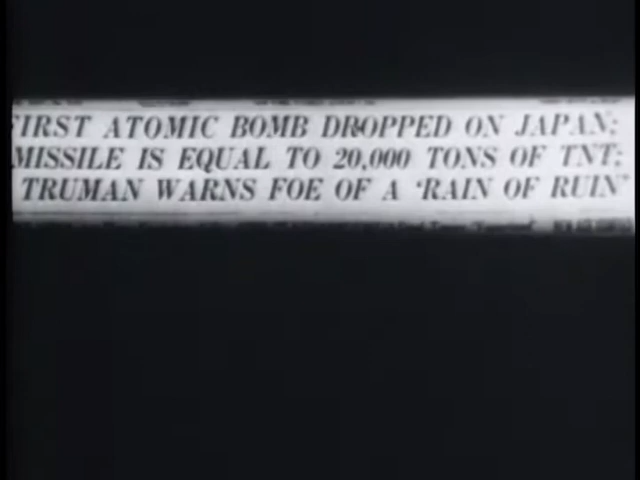 FIRST ATOMIC BOMB DROPPED ON JAPAN;
MISSILE IS EQUAL TO 20,000 TONS OF TNT;
TRUMAN WARNS FOE OF A 'RAIN OF RUIN'